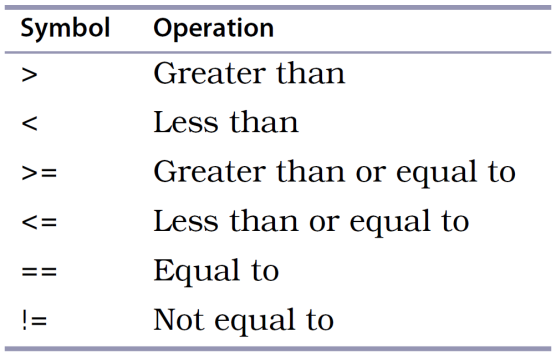 Symbol Operation
> Greater than
< Less than
>= Greater than or equal to
<= Less than or equal to
== Equal to
!= Not equal to